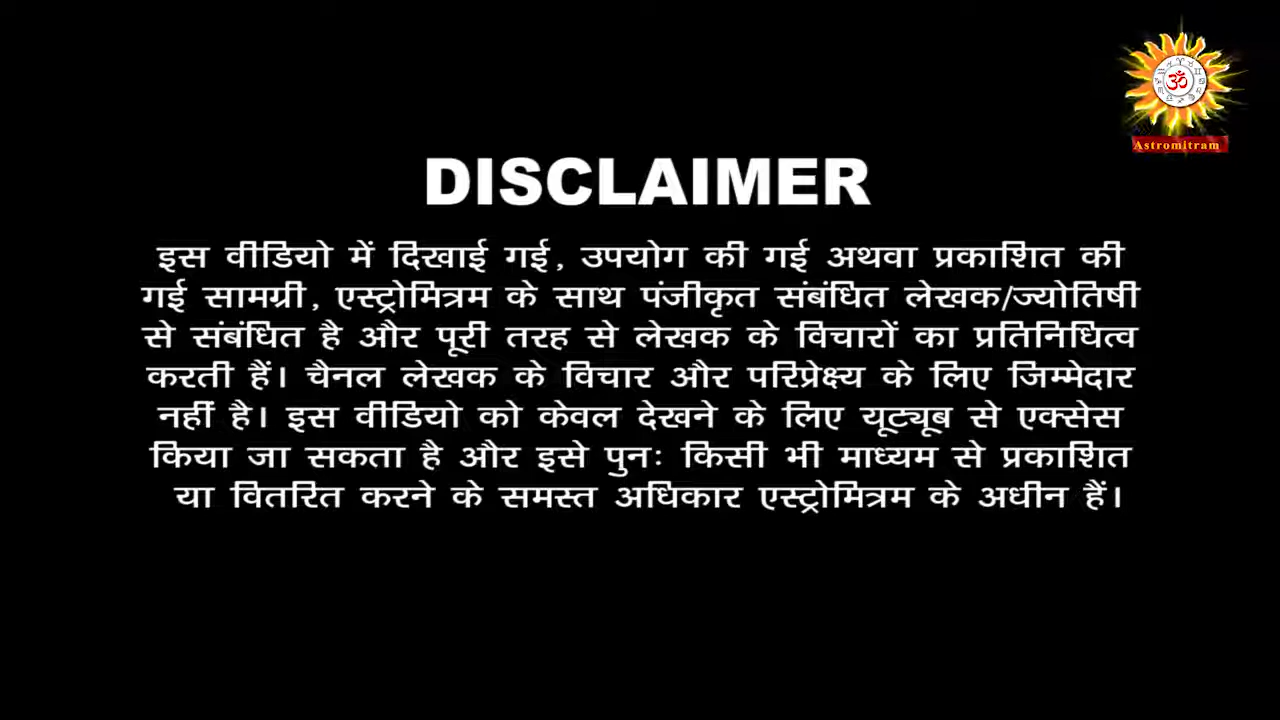 Astromitram
DISCLAIMER
इस वीडियो में दिखाई गई, उपयोग की गई अथवा प्रकाशित की
गई सामग्री, एस्ट्रोमित्रम के साथ पंजीकृत संबंधित लेखक/ज्योतिषी
से संबंधित है और पूरी तरह से लेखक के विचारों का प्रतिनिधित्व
करती हैं। चैनल लेखक के विचार और परिप्रेक्ष्य के लिए जिम्मेदार
नहीं है। इस वीडियो को केवल देखने के लिए यूट्यूब से एक्सेस
किया जा सकता है और इसे पुनः किसी भी माध्यम से प्रकाशित
या वितरित करने के समस्त अधिकार एस्ट्रोमित्रम के अधीन हैं।